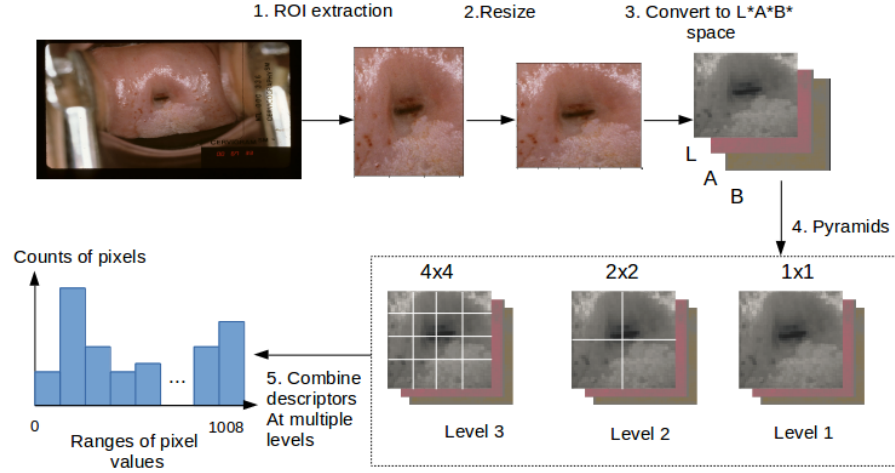 1. ROI extraction
2.Resize
3. Convert to L*A*B*
space
L
A
B
4. Pyramids
4x4
2x2
1x1
Level 3
Level 2
Level 1
5. Combine
descriptors
At multiple
levels
Counts of pixels
...
0
1008
Ranges of pixel
values